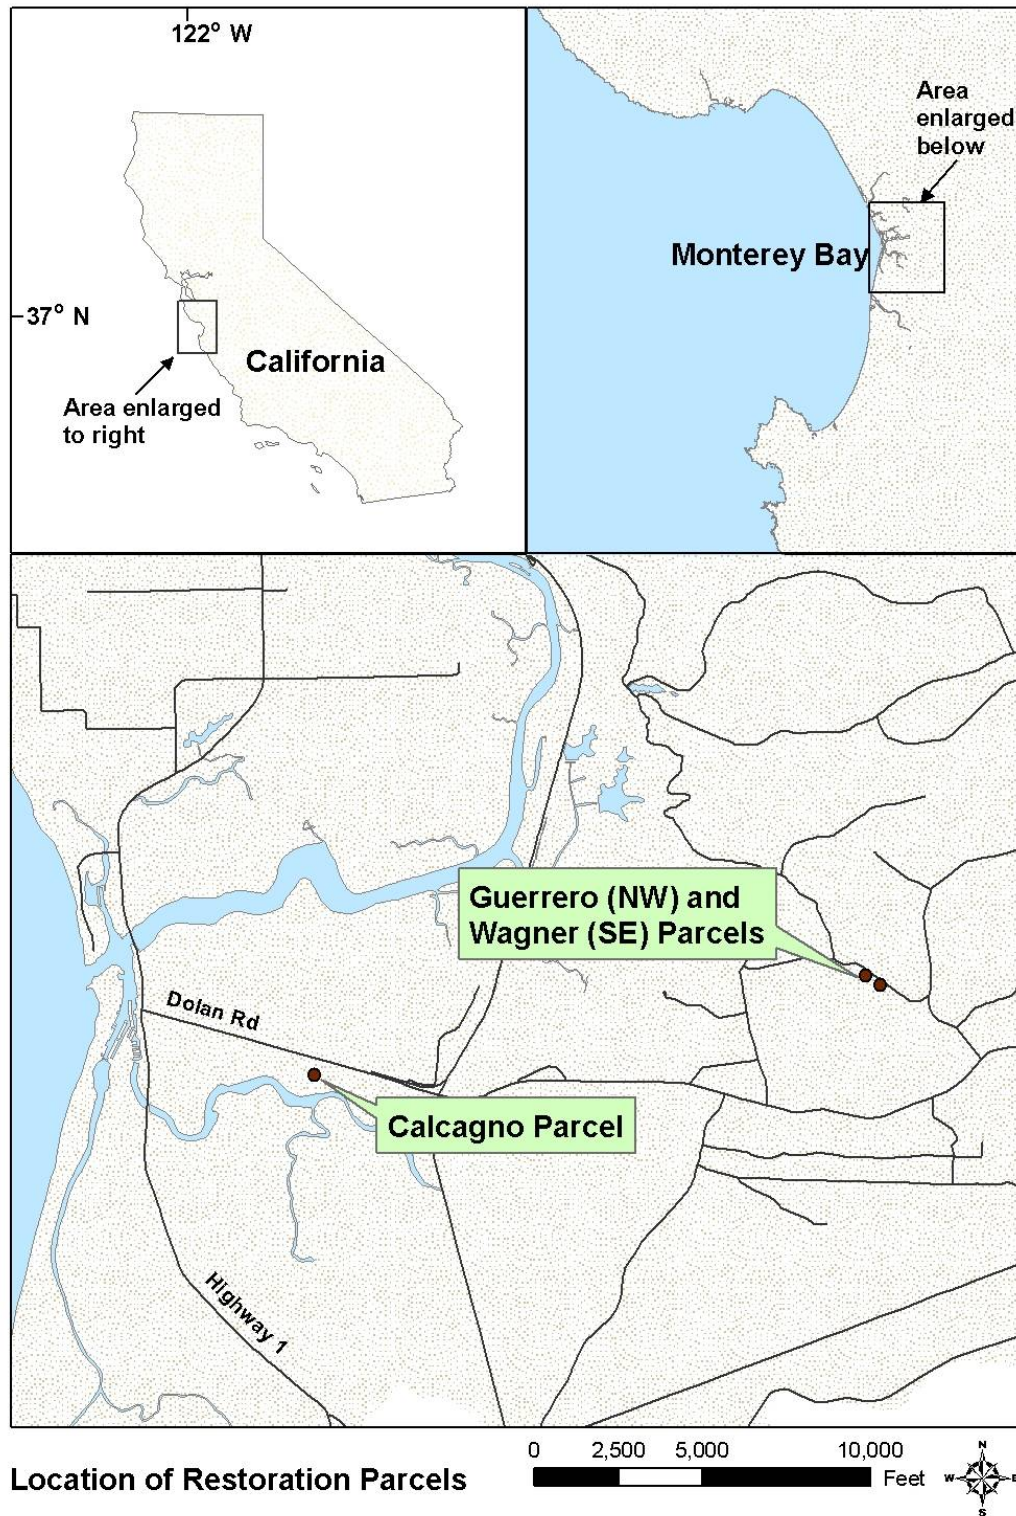 122° W
37° N
California
Area enlarged
to right
Area
enlarged
below
Monterey Bay
Guerrero (NW) and
Wagner (SE) Parcels
Dolan Rd
Calcagno Parcel
Highway 1
Location of Restoration Parcels
0 2,500 5,000 10,000
Feet
N
W E
S